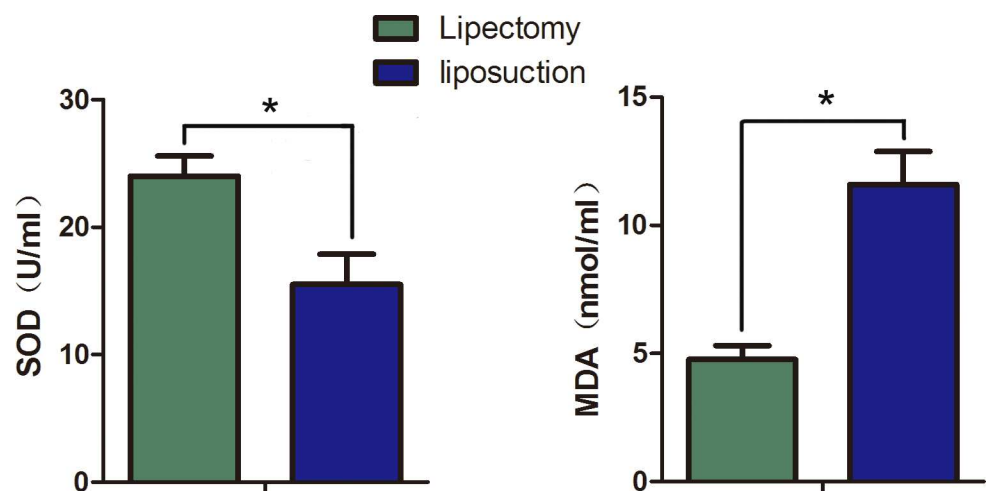 Lipectomy
liposuction
SOD（U/ml）
30
20
10
0
*
MDA（nmol/ml）
15
10
5
0
*